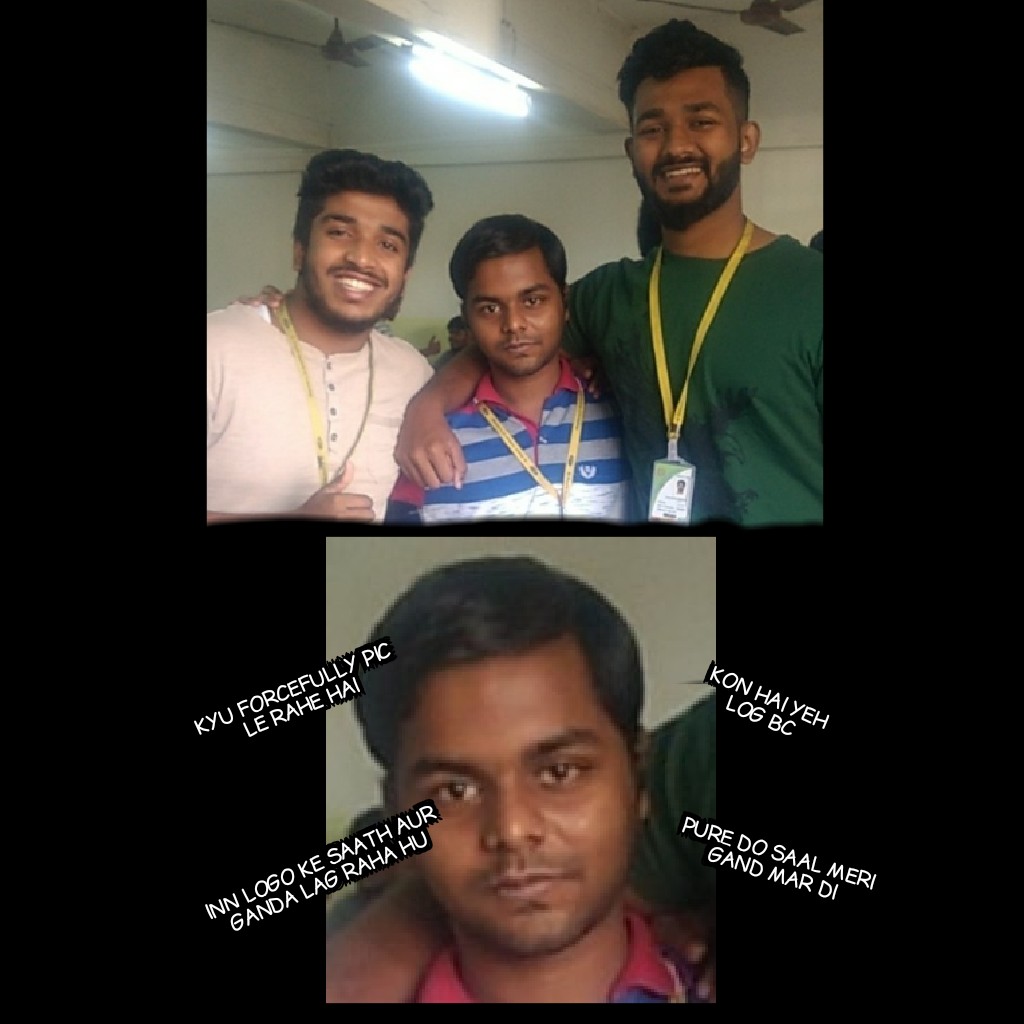 KYU FORCEFULLY PIC
LE RAHE HAI
KON HAI YEH
LOG BC
INN LOGO KE SAATH AUR
GANDA LAG RAHA HU
PURE DO SAAL MERI
GAND MAR DI